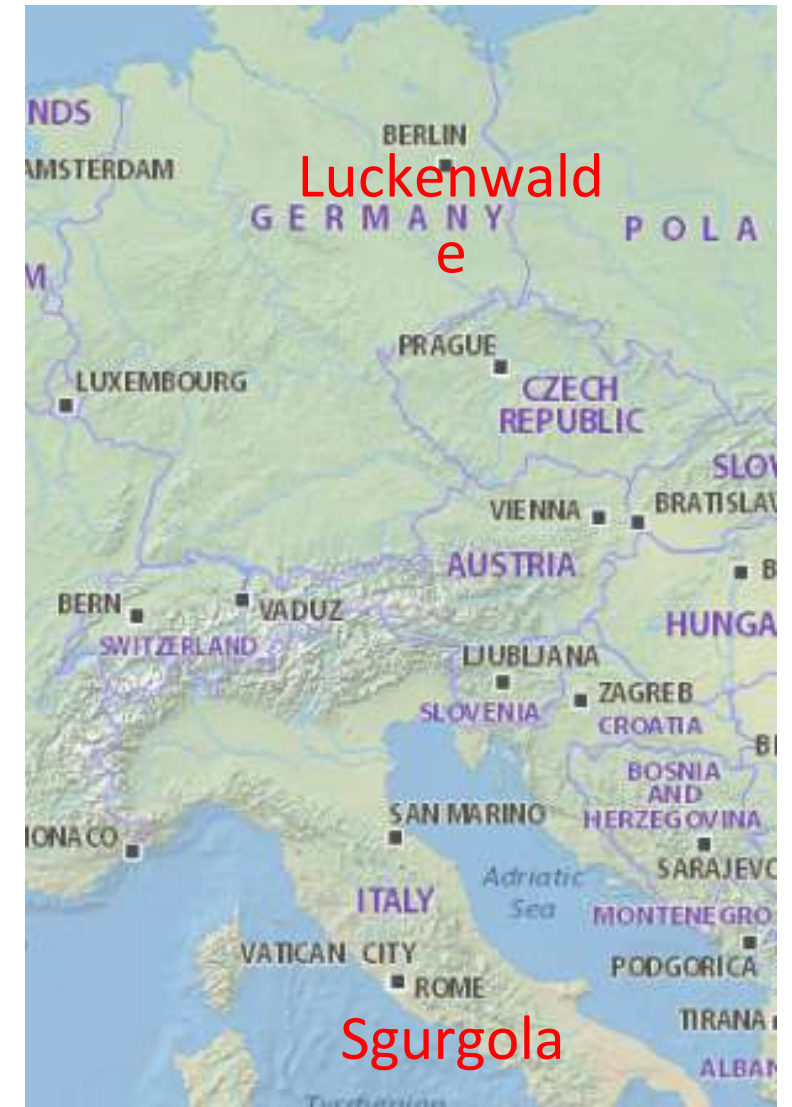 NDS
BERLIN
AMSTERDAM
Luckenwald
GERMANY
POLA
e
M
PRAGUE
LUXEMBOURG
CZECH
REPUBLIC
SLOV
VIENNA
BRATISLAV
AUSTRIA
B
BERN
VADUZ
HUNGA
SWITZERLAND
LJUBLJANA
ZAGREB
SLOVENIA
CROATIA
BE
BOSNIA
AND
HERZEGOVINA
SAN MARINO
MONACO
SARAJEVO
Adriatic
Sea
ITALY
MONTENEGRO
VATICAN CITY
PODGORICA
ROME
TIRANA
Sgurgola
ALBAN
Tyrrhenian